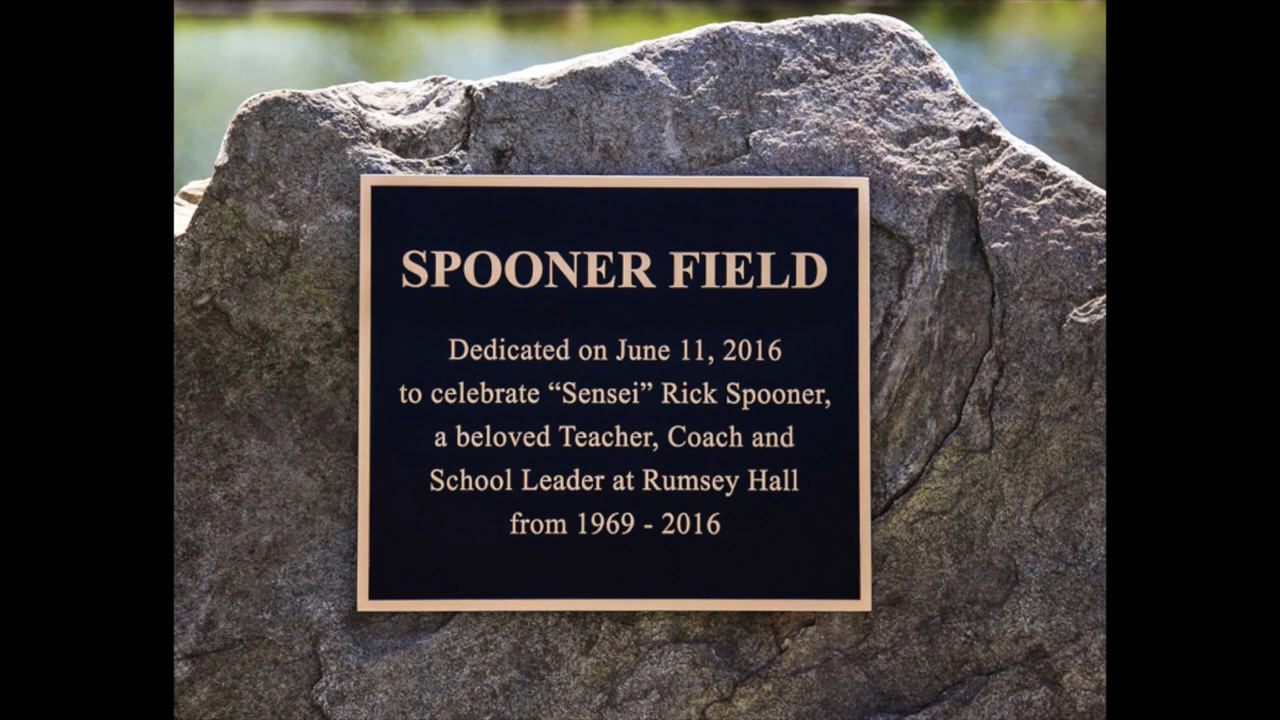 SPOONER FIELD
Dedicated on June 11, 2016
to celebrate “Sensei” Rick Spooner,
a beloved Teacher, Coach and
School Leader at Rumsey Hall
from 1969 - 2016